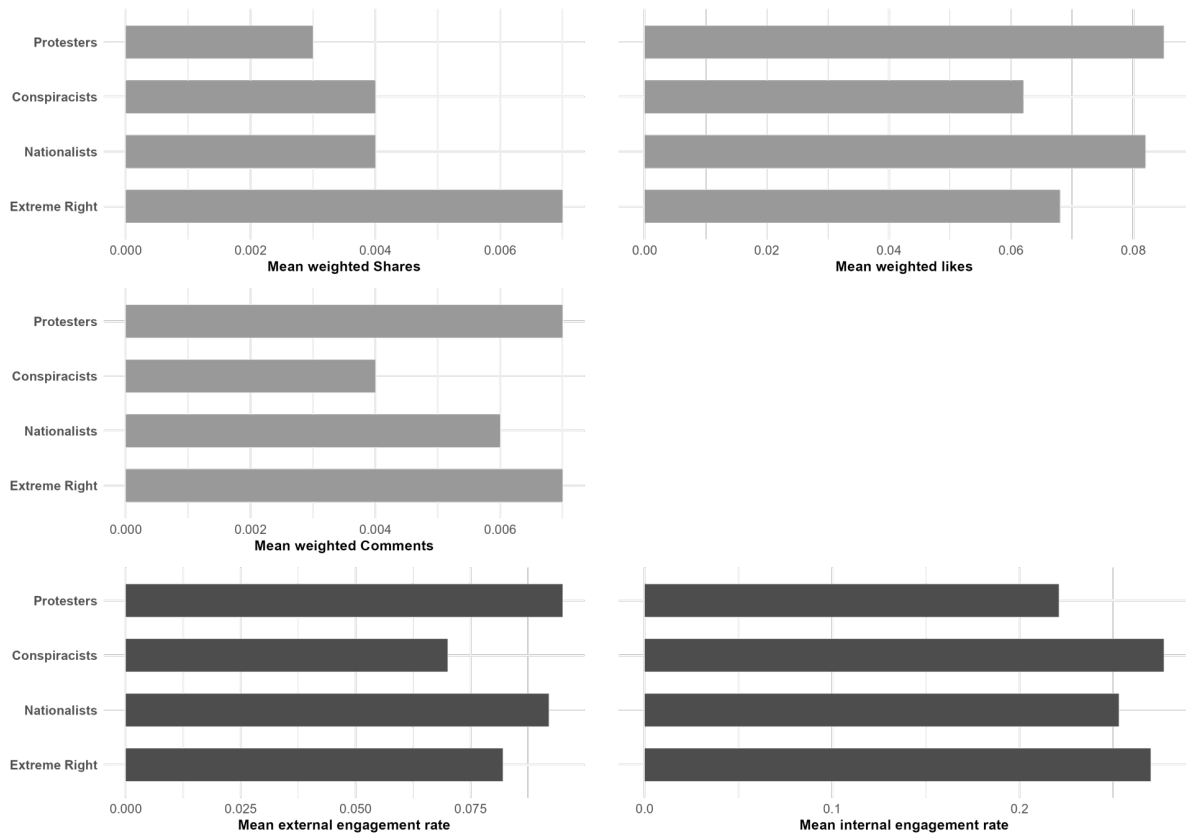 Protesters
Conspiracists
Nationalists
Extreme Right
0.000 0.002 0.004 0.006
Mean weighted Shares
0.00 0.02 0.04 0.06 0.08
Mean weighted likes
Protesters
Conspiracists
Nationalists
Extreme Right
0.000 0.002 0.004 0.006
Mean weighted Comments
Protesters
Conspiracists
Nationalists
Extreme Right
0.000 0.025 0.050 0.075
Mean external engagement rate
0.0 0.1 0.2
Mean internal engagement rate